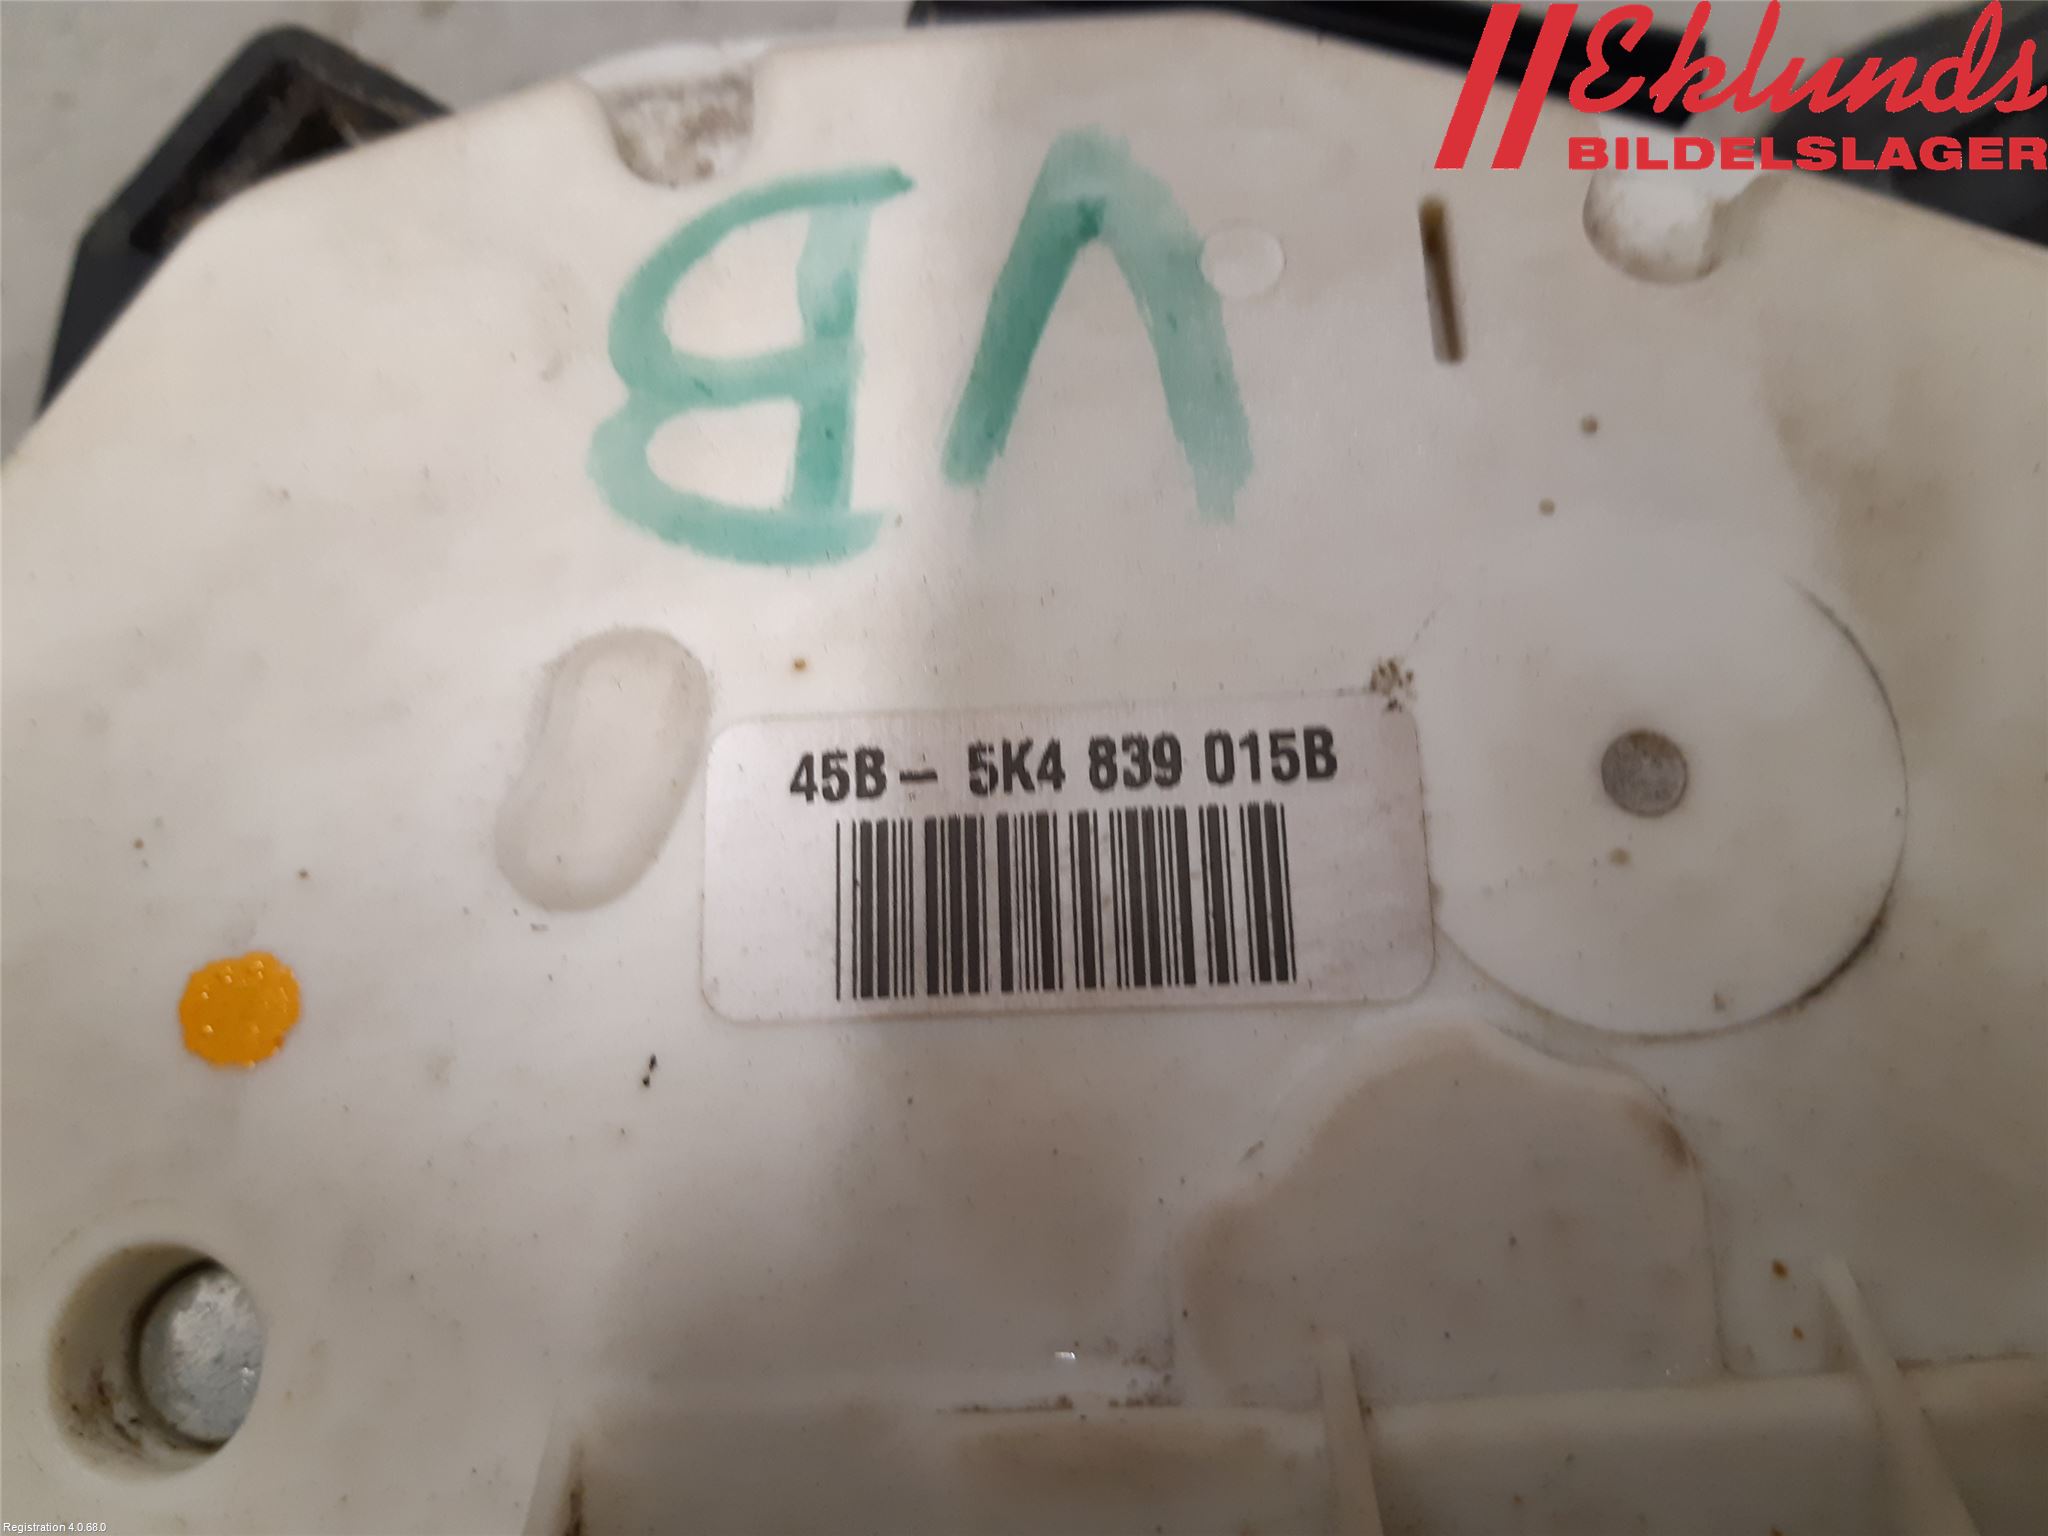 Eklunds
BILDELSLAGER
VB
45B- 5K4 839 015B
Registration 4.0.68.0